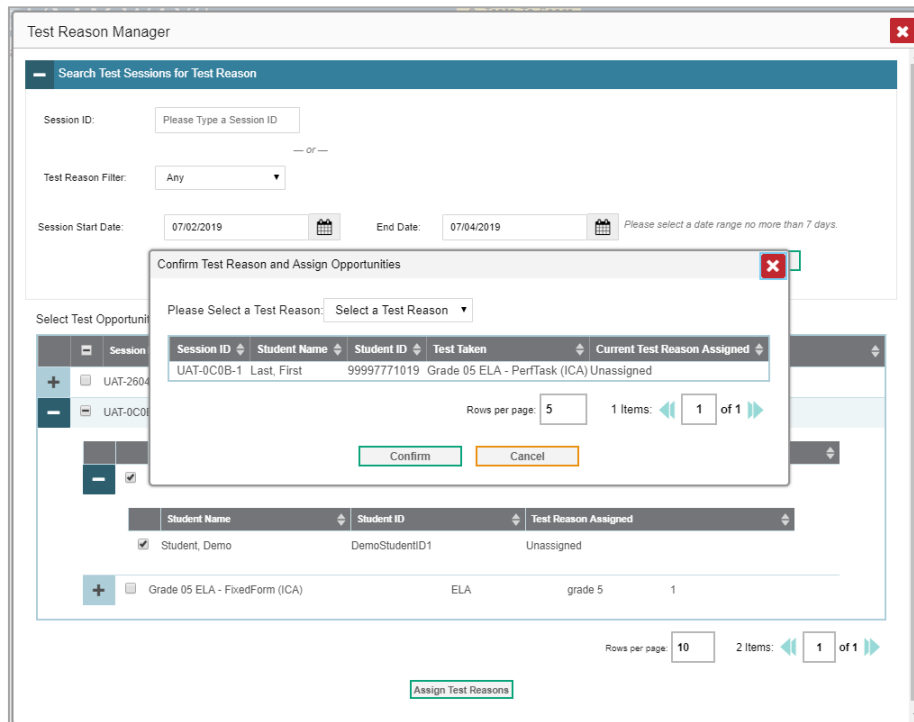 Test Reason Manager
Search Test Sessions for Test Reason
Session ID: Please Type a Session ID
— or —
Test Reason Filter: Any
Session Start Date: 07/02/2019 End Date: 07/04/2019 Please select a date range no more than 7 days.
Confirm Test Reason and Assign Opportunities
Please Select a Test Reason: Select a Test Reason
Session ID Student Name Student ID Test Taken Current Test Reason Assigned
UAT-0C0B-1 Last, First 99997771019 Grade 05 ELA - PerfTask (ICA) Unassigned
Rows per page: 5 1 Items: 1 of 1
Confirm Cancel
Select Test Opportunit
Session
UAT-2604
UAT-0C0B
Student Name Student ID Test Reason Assigned
Student, Demo DemoStudentID1 Unassigned
Grade 05 ELA - FixedForm (ICA) ELA grade 5 1
Rows per page: 10 2 Items: 1 of 1
Assign Test Reasons